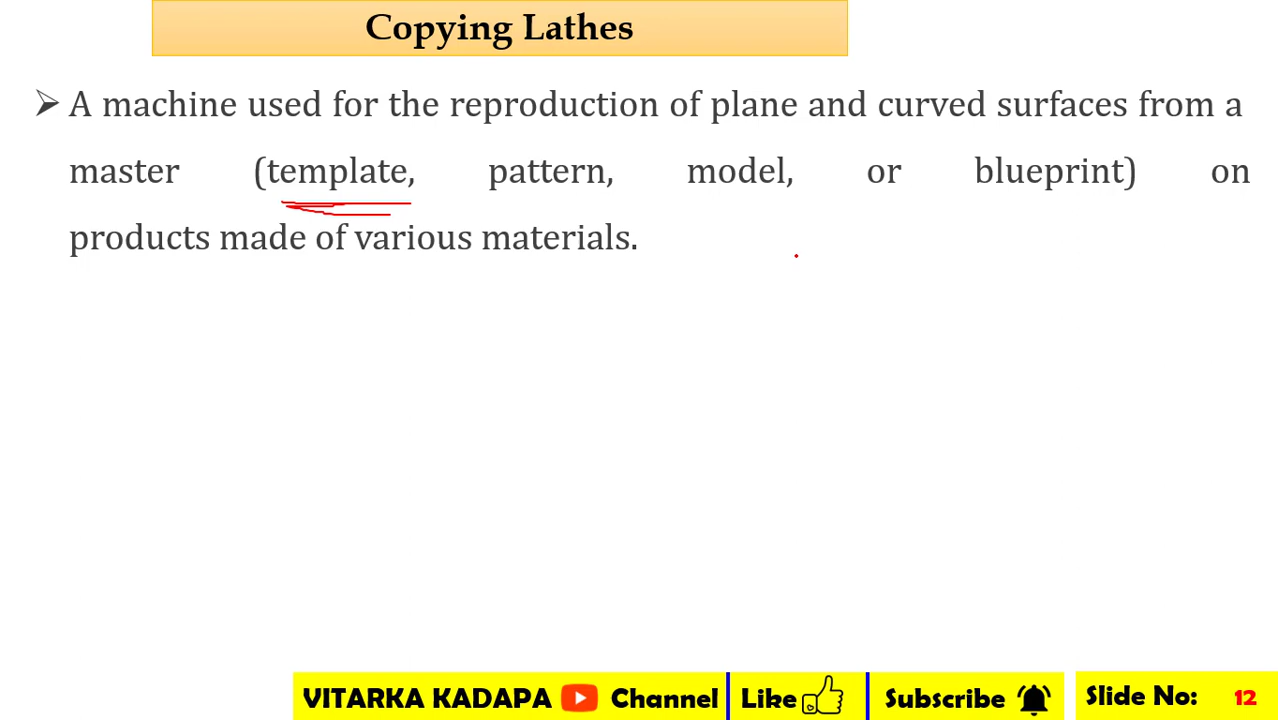 Copying Lathes
➢ A machine used for the reproduction of plane and curved surfaces from a
master (template, pattern, model, or blueprint) on
products made of various materials.
VITARKA KADAPA Channel Like Subscribe Slide No: 12